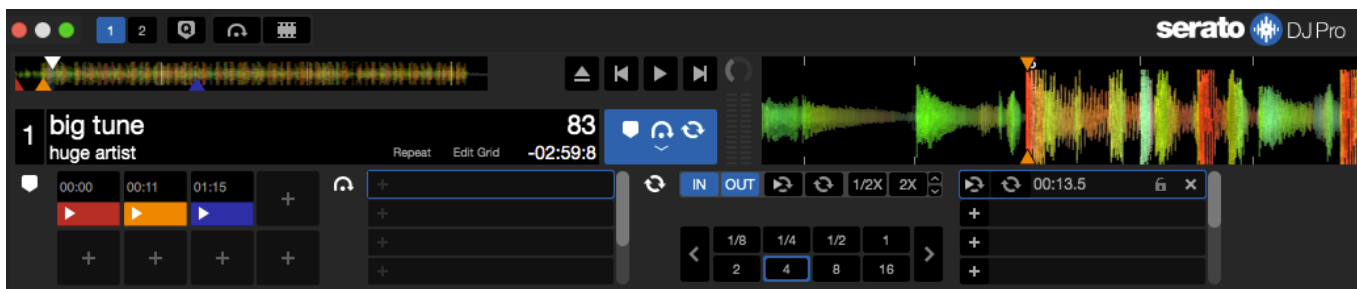 1 2
serato DJ Pro
1
big tune
83
huge artist
Repeat Edit Grid -02:59:8
00:00 00:11 01:15
IN OUT 1/2X 2X
00:13.5
1/8 1/4 1/2 1
2 4 8 16